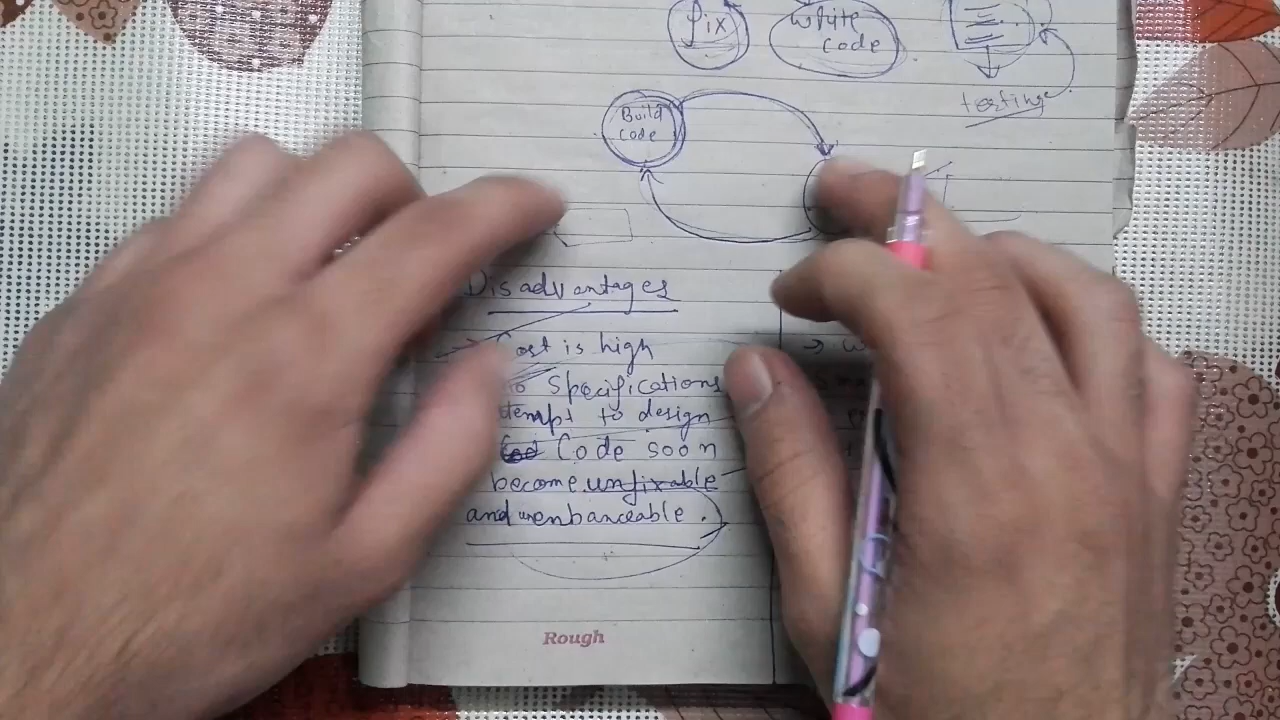 fix
write
code
testing
Build
code
Disadvantages
Cost is high
Specifications
tempt to design
Code soon
become unfixable
and unenhanceable.
Rough